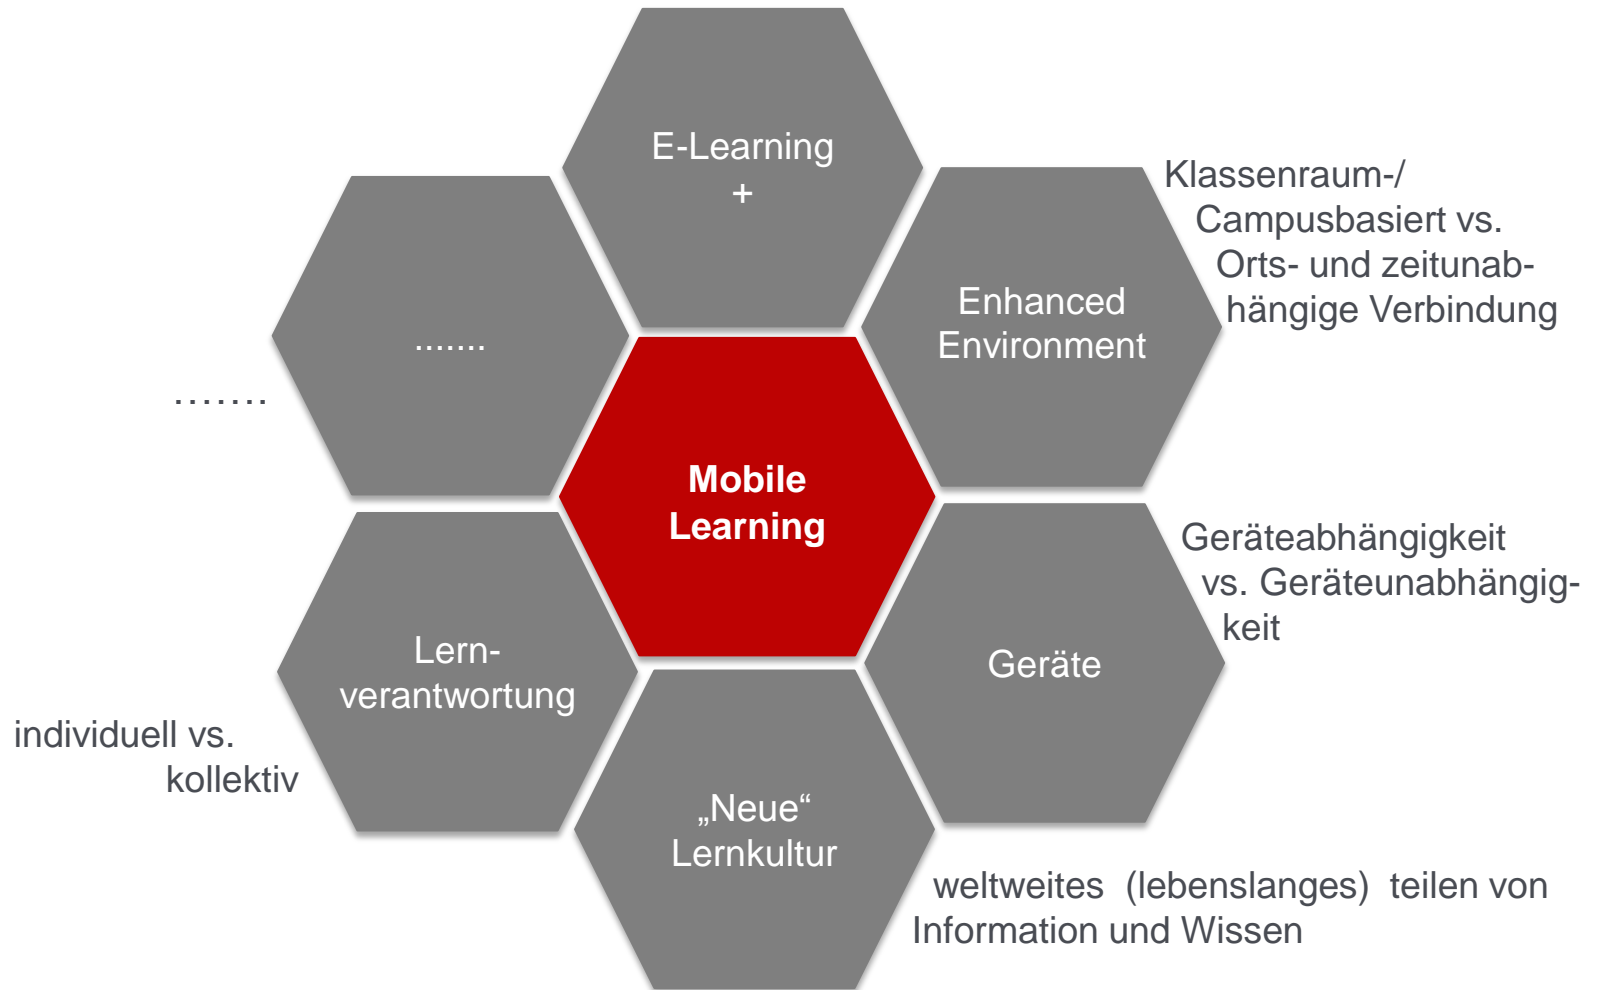 E-Learning
+
Klassenraum-/
Campusbasiert vs.
Orts- und zeitunab-
hängige Verbindung
Enhanced
Environment
.......
.......
Mobile
Learning
Geräteabhängigkeit
vs. Geräteunabhängig-
keit
Geräte
Lern-
verantwortung
individuell vs.
kollektiv
„Neue“
Lernkultur
weltweites (lebenslanges) teilen von
Information und Wissen